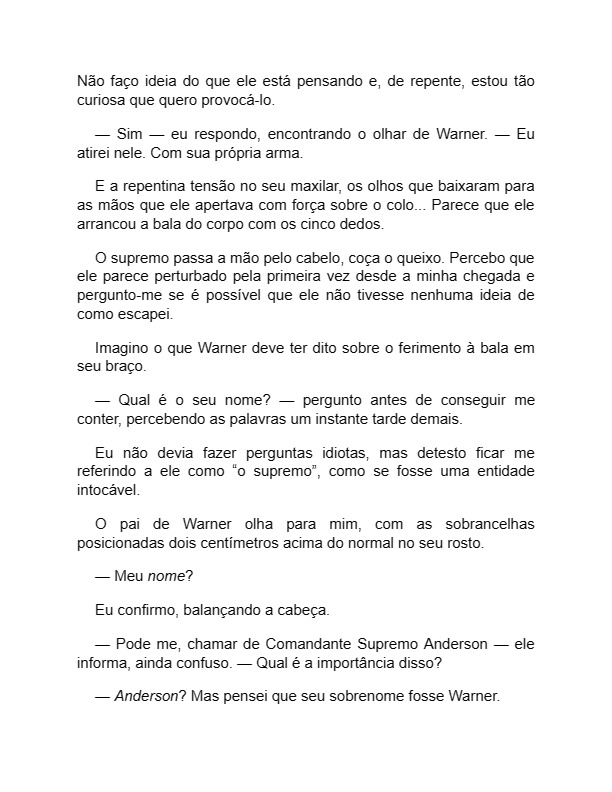 Não faço ideia do que ele está pensando e, de repente, estou tão
curiosa que quero provocá-lo.
— Sim — eu respondo, encontrando o olhar de Warner. — Eu
atirei nele. Com sua própria arma.
E a repentina tensão no seu maxilar, os olhos que baixaram para
as mãos que ele apertava com força sobre o colo... Parece que ele
arrancou a bala do corpo com os cinco dedos.
O supremo passa a mão pelo cabelo, coça o queixo. Percebo que
ele parece perturbado pela primeira vez desde a minha chegada e
pergunto-me se é possível que ele não tivesse nenhuma ideia de
como escapei.
Imagino o que Warner deve ter dito sobre o ferimento à bala em
seu braço.
— Qual é o seu nome? — pergunto antes de conseguir me
conter, percebendo as palavras um instante tarde demais.
Eu não devia fazer perguntas idiotas, mas detesto ficar me
referindo a ele como “o supremo”, como se fosse uma entidade
intocável.
O pai de Warner olha para mim, com as sobrancelhas
posicionadas dois centímetros acima do normal no seu rosto.
— Meu nome?
Eu confirmo, balançando a cabeça.
— Pode me, chamar de Comandante Supremo Anderson — ele
informa, ainda confuso. — Qual é a importância disso?
— Anderson? Mas pensei que seu sobrenome fosse Warner.